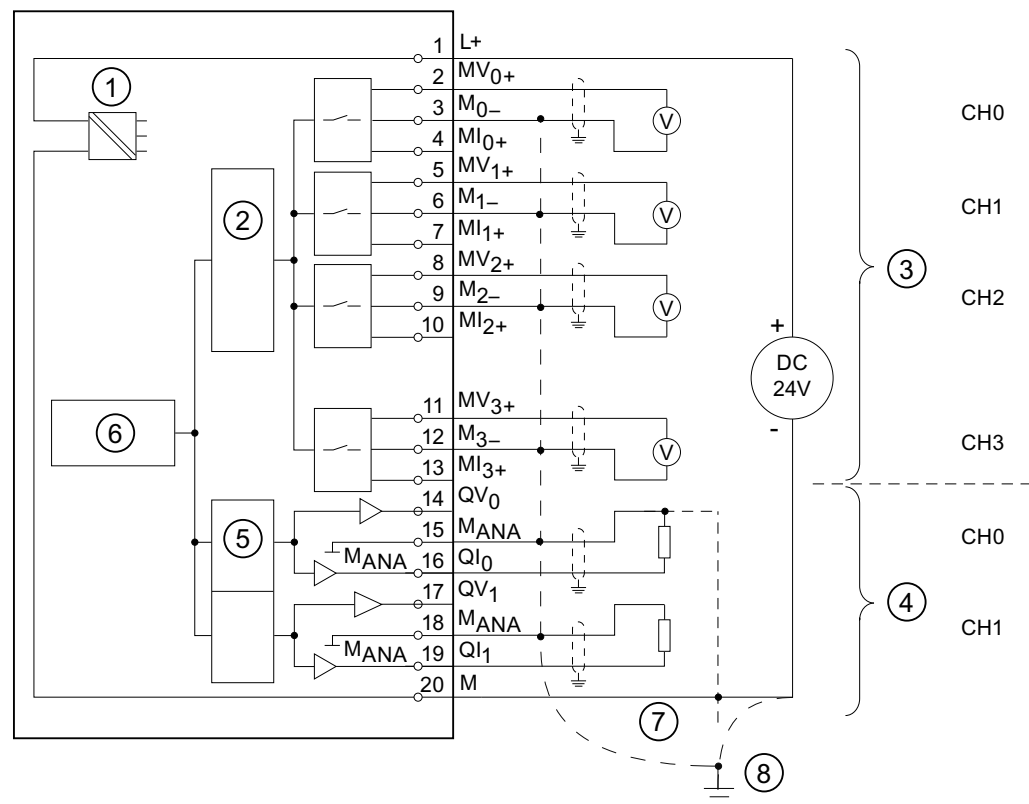 1 L+
① 2 MV0+
3 M0– V CH0
4 MI0+
5 MV1+
② 6 M1– V CH1
7 MI1+
8 MV2+ ③
9 M2– V CH2
10 MI2+
+
DC
24V
-
11 MV3+
⑥ 12 M3– V CH3
13 MI3+
14 QV0
⑤ 15 MANA CH0
MANA 16 QI0
17 QV1 ④
18 MANA CH1
MANA 19 QI1
20 M
⑦
⑧